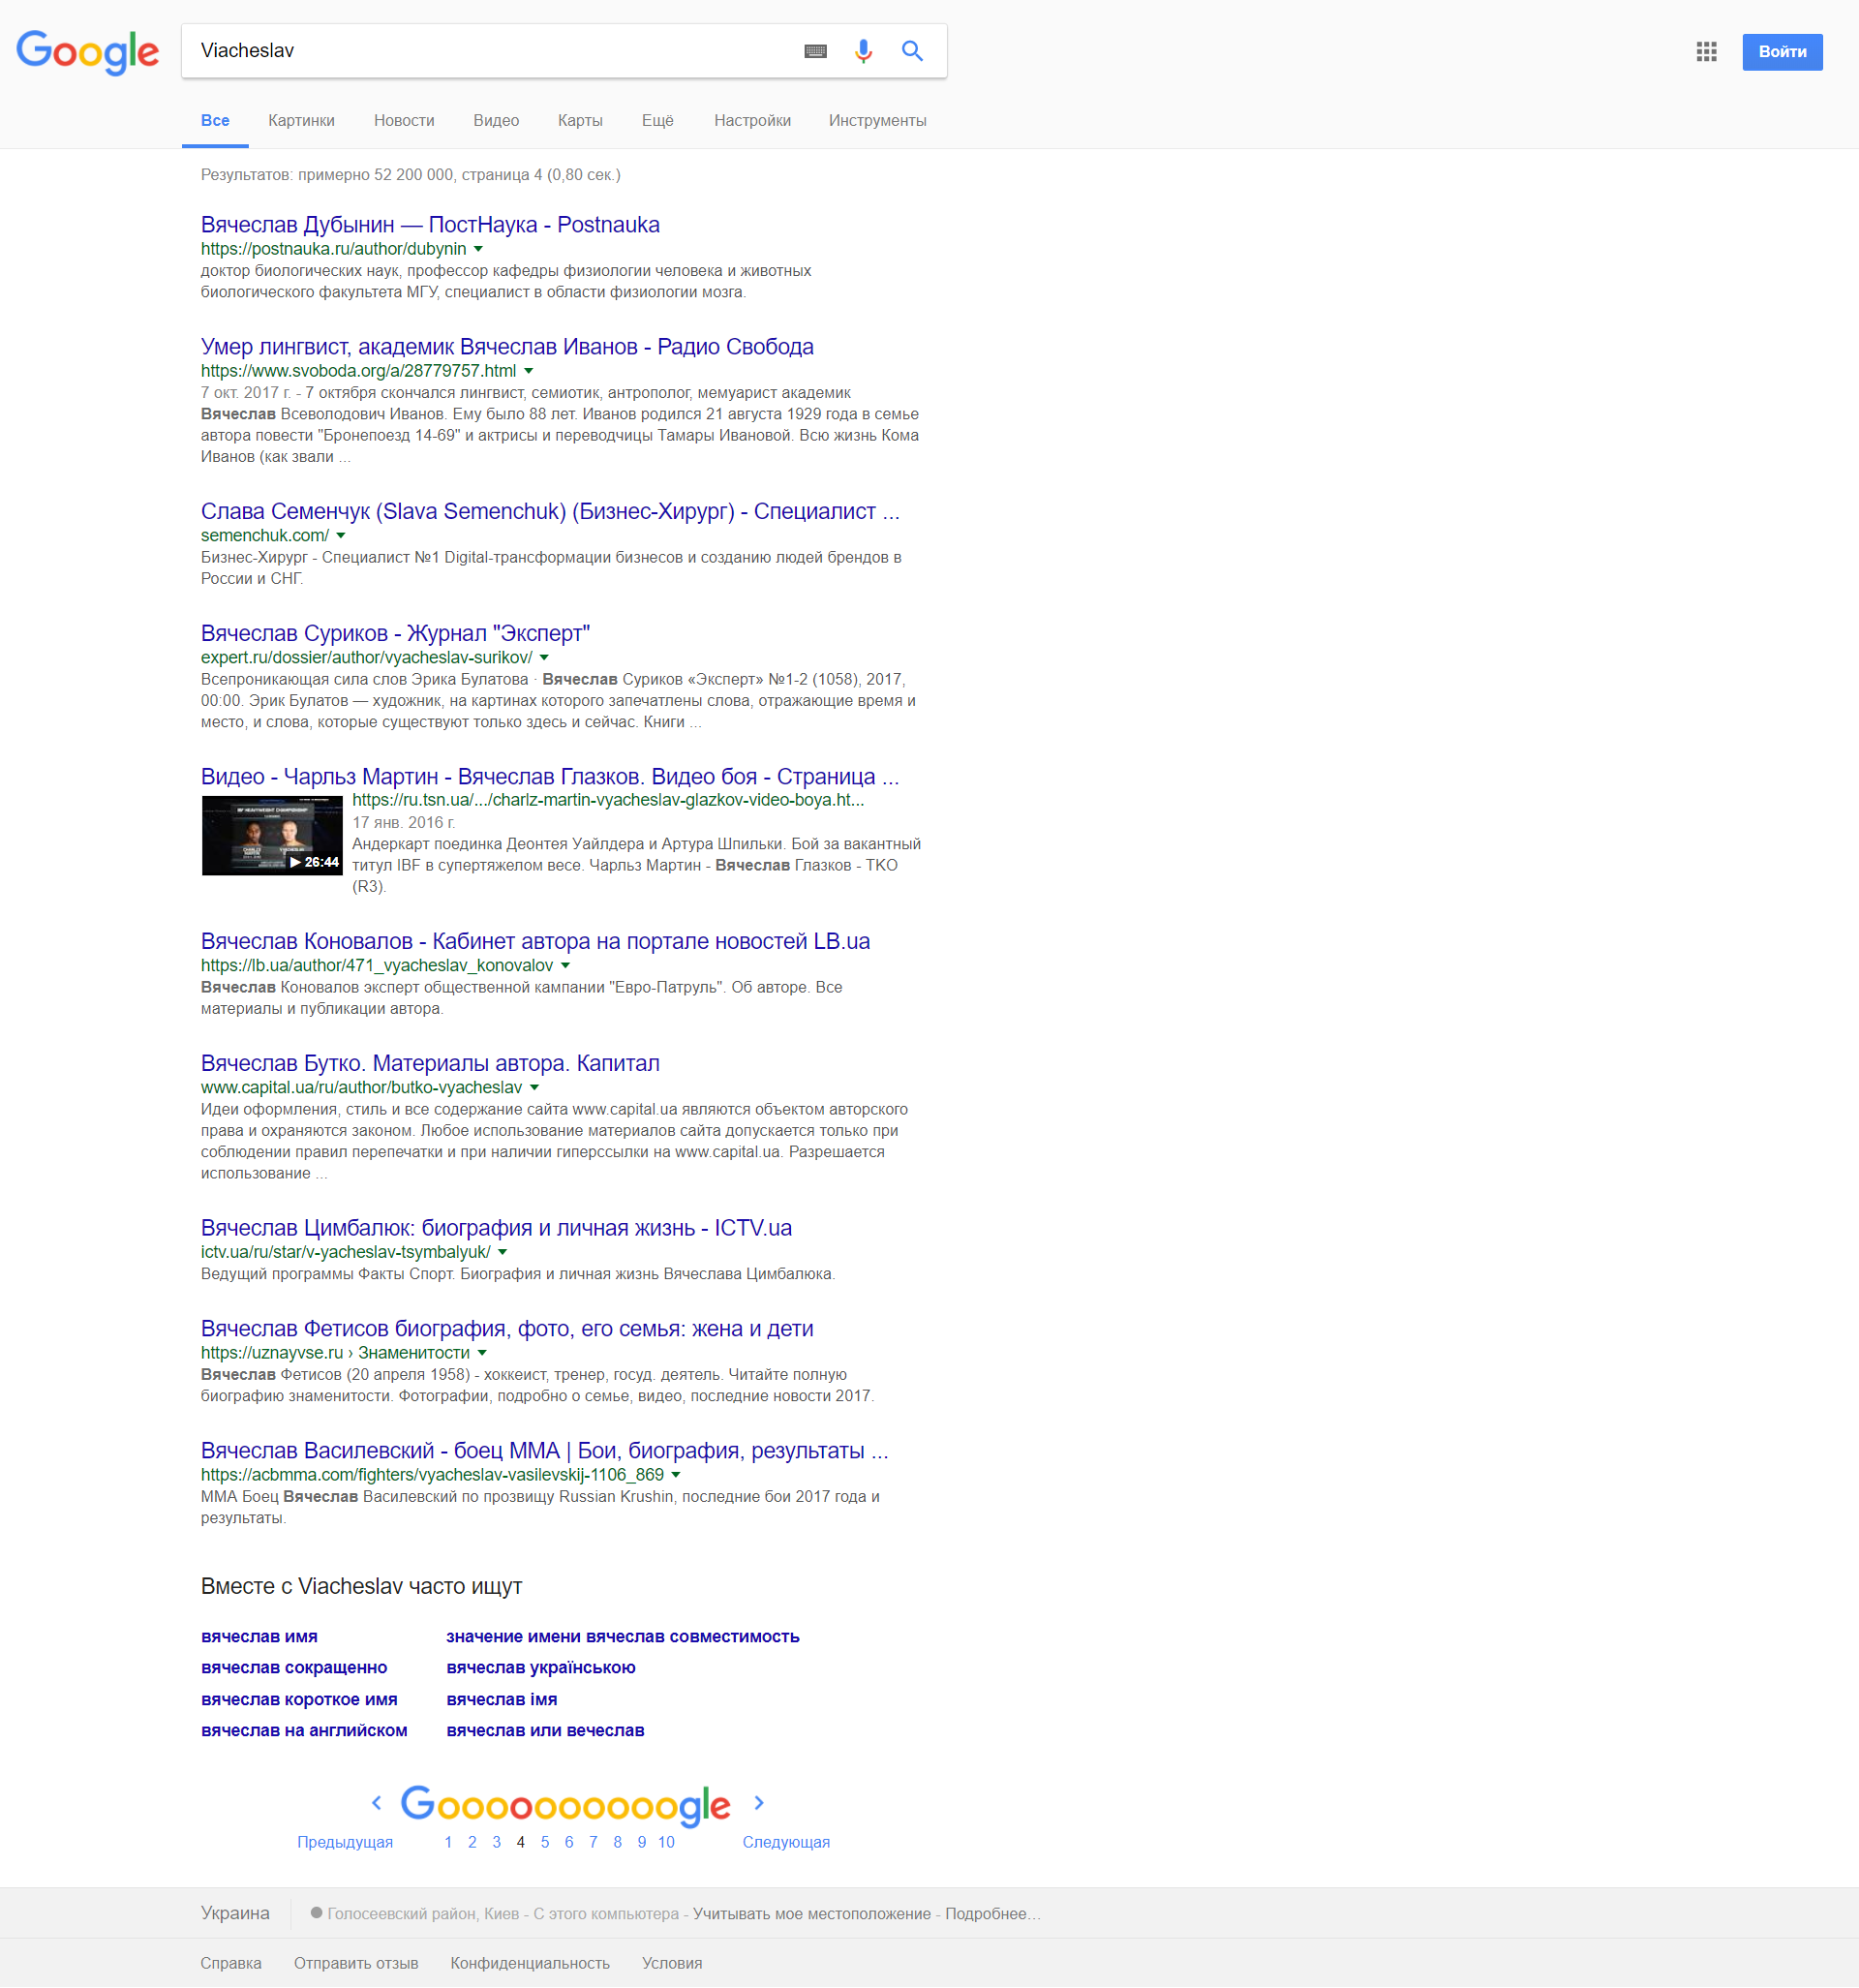 Google
Viacheslav
Войти
Все Картинки Новости Видео Карты Ещё Настройки Инструменты
Результатов: примерно 52 200 000, страница 4 (0,80 сек.)
Вячеслав Дубынин — ПостНаука - Postnauka
https://postnauka.ru/author/dubynin
доктор биологических наук, профессор кафедры физиологии человека и животных
биологического факультета МГУ, специалист в области физиологии мозга.
Умер лингвист, академик Вячеслав Иванов - Радио Свобода
https://www.svoboda.org/a/28779757.html
7 окт. 2017 г. - 7 октября скончался лингвист, семиотик, антрополог, мемуарист академик
Вячеслав Всеволодович Иванов. Ему было 88 лет. Иванов родился 21 августа 1929 года в семье
автора повести "Бронепоезд 14-69" и актрисы и переводчицы Тамары Ивановой. Всю жизнь Кома
Иванов (как звали ...
Слава Семенчук (Slava Semenchuk) (Бизнес-Хирург) - Специалист ...
semenchuk.com/
Бизнес-Хирург - Специалист №1 Digital-трансформации бизнесов и созданию людей брендов в
России и СНГ.
Вячеслав Суриков - Журнал "Эксперт"
expert.ru/dossier/author/vyacheslav-surikov/
Всепроникающая сила слов Эрика Булатова · Вячеслав Суриков «Эксперт» №1-2 (1058), 2017,
00:00. Эрик Булатов — художник, на картинах которого запечатлены слова, отражающие время и
место, и слова, которые существуют только здесь и сейчас. Книги ...
Видео - Чарльз Мартин - Вячеслав Глазков. Видео боя - Страница ...
https://ru.tsn.ua/.../charlz-martin-vyacheslav-glazkov-video-boya.ht...
17 янв. 2016 г.
Андеркарт поединка Деонтея Уайлдера и Артура Шпильки. Бой за вакантный
титул IBF в супертяжелом весе. Чарльз Мартин - Вячеслав Глазков - TKO
(R3).
26:44
Вячеслав Коновалов - Кабинет автора на портале новостей LB.ua
https://lb.ua/author/471_vyacheslav_konovalov
Вячеслав Коновалов эксперт общественной кампании "Евро-Патруль". Об авторе. Все
материалы и публикации автора.
Вячеслав Бутко. Материалы автора. Капитал
www.capital.ua/ru/author/butko-vyacheslav
Идеи оформления, стиль и все содержание сайта www.capital.ua являются объектом авторского
права и охраняются законом. Любое использование материалов сайта допускается только при
соблюдении правил перепечатки и при наличии гиперссылки на www.capital.ua. Разрешается
использование ...
Вячеслав Цимбалюк: биография и личная жизнь - ICTV.ua
ictv.ua/ru/star/v-yacheslav-tsymbalyuk/
Ведущий программы Факты Спорт. Биография и личная жизнь Вячеслава Цимбалюка.
Вячеслав Фетисов биография, фото, его семья: жена и дети
https://uznayvse.ru › Знаменитости
Вячеслав Фетисов (20 апреля 1958) - хоккеист, тренер, госуд. деятель. Читайте полную
биографию знаменитости. Фотографии, подробно о семье, видео, последние новости 2017.
Вячеслав Василевский - боец ММА | Бои, биография, результаты ...
https://acbmma.com/fighters/vyacheslav-vasilevskij-1106_869
ММА Боец Вячеслав Василевский по прозвищу Russian Krushin, последние бои 2017 года и
результаты.
Вместе с Viacheslav часто ищут
вячеслав имя значение имени вячеслав совместимость
вячеслав сокращенно вячеслав українською
вячеслав короткое имя вячеслав імя
вячеслав на английском вячеслав или вечеслав
Goooooooooogle
Предыдущая 1 2 3 4 5 6 7 8 9 10 Следующая
Украина Голосеевский район, Киев - С этого компьютера - Учитывать мое местоположение - Подробнее...
Справка Отправить отзыв Конфиденциальность Условия